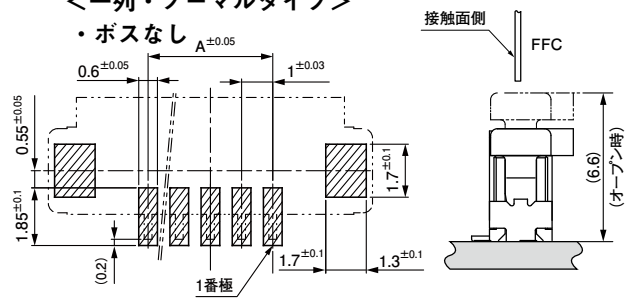 ＜一列・ノーマルタイプ＞
・ボスなし
A±0.05
0.6±0.05
1±0.03
0.55±0.05
1.85±0.1
(0.2)
1番極
1.7±0.1
1.7±0.1
1.3±0.1
接触面側
FFC
(6.6)
(オープン時)